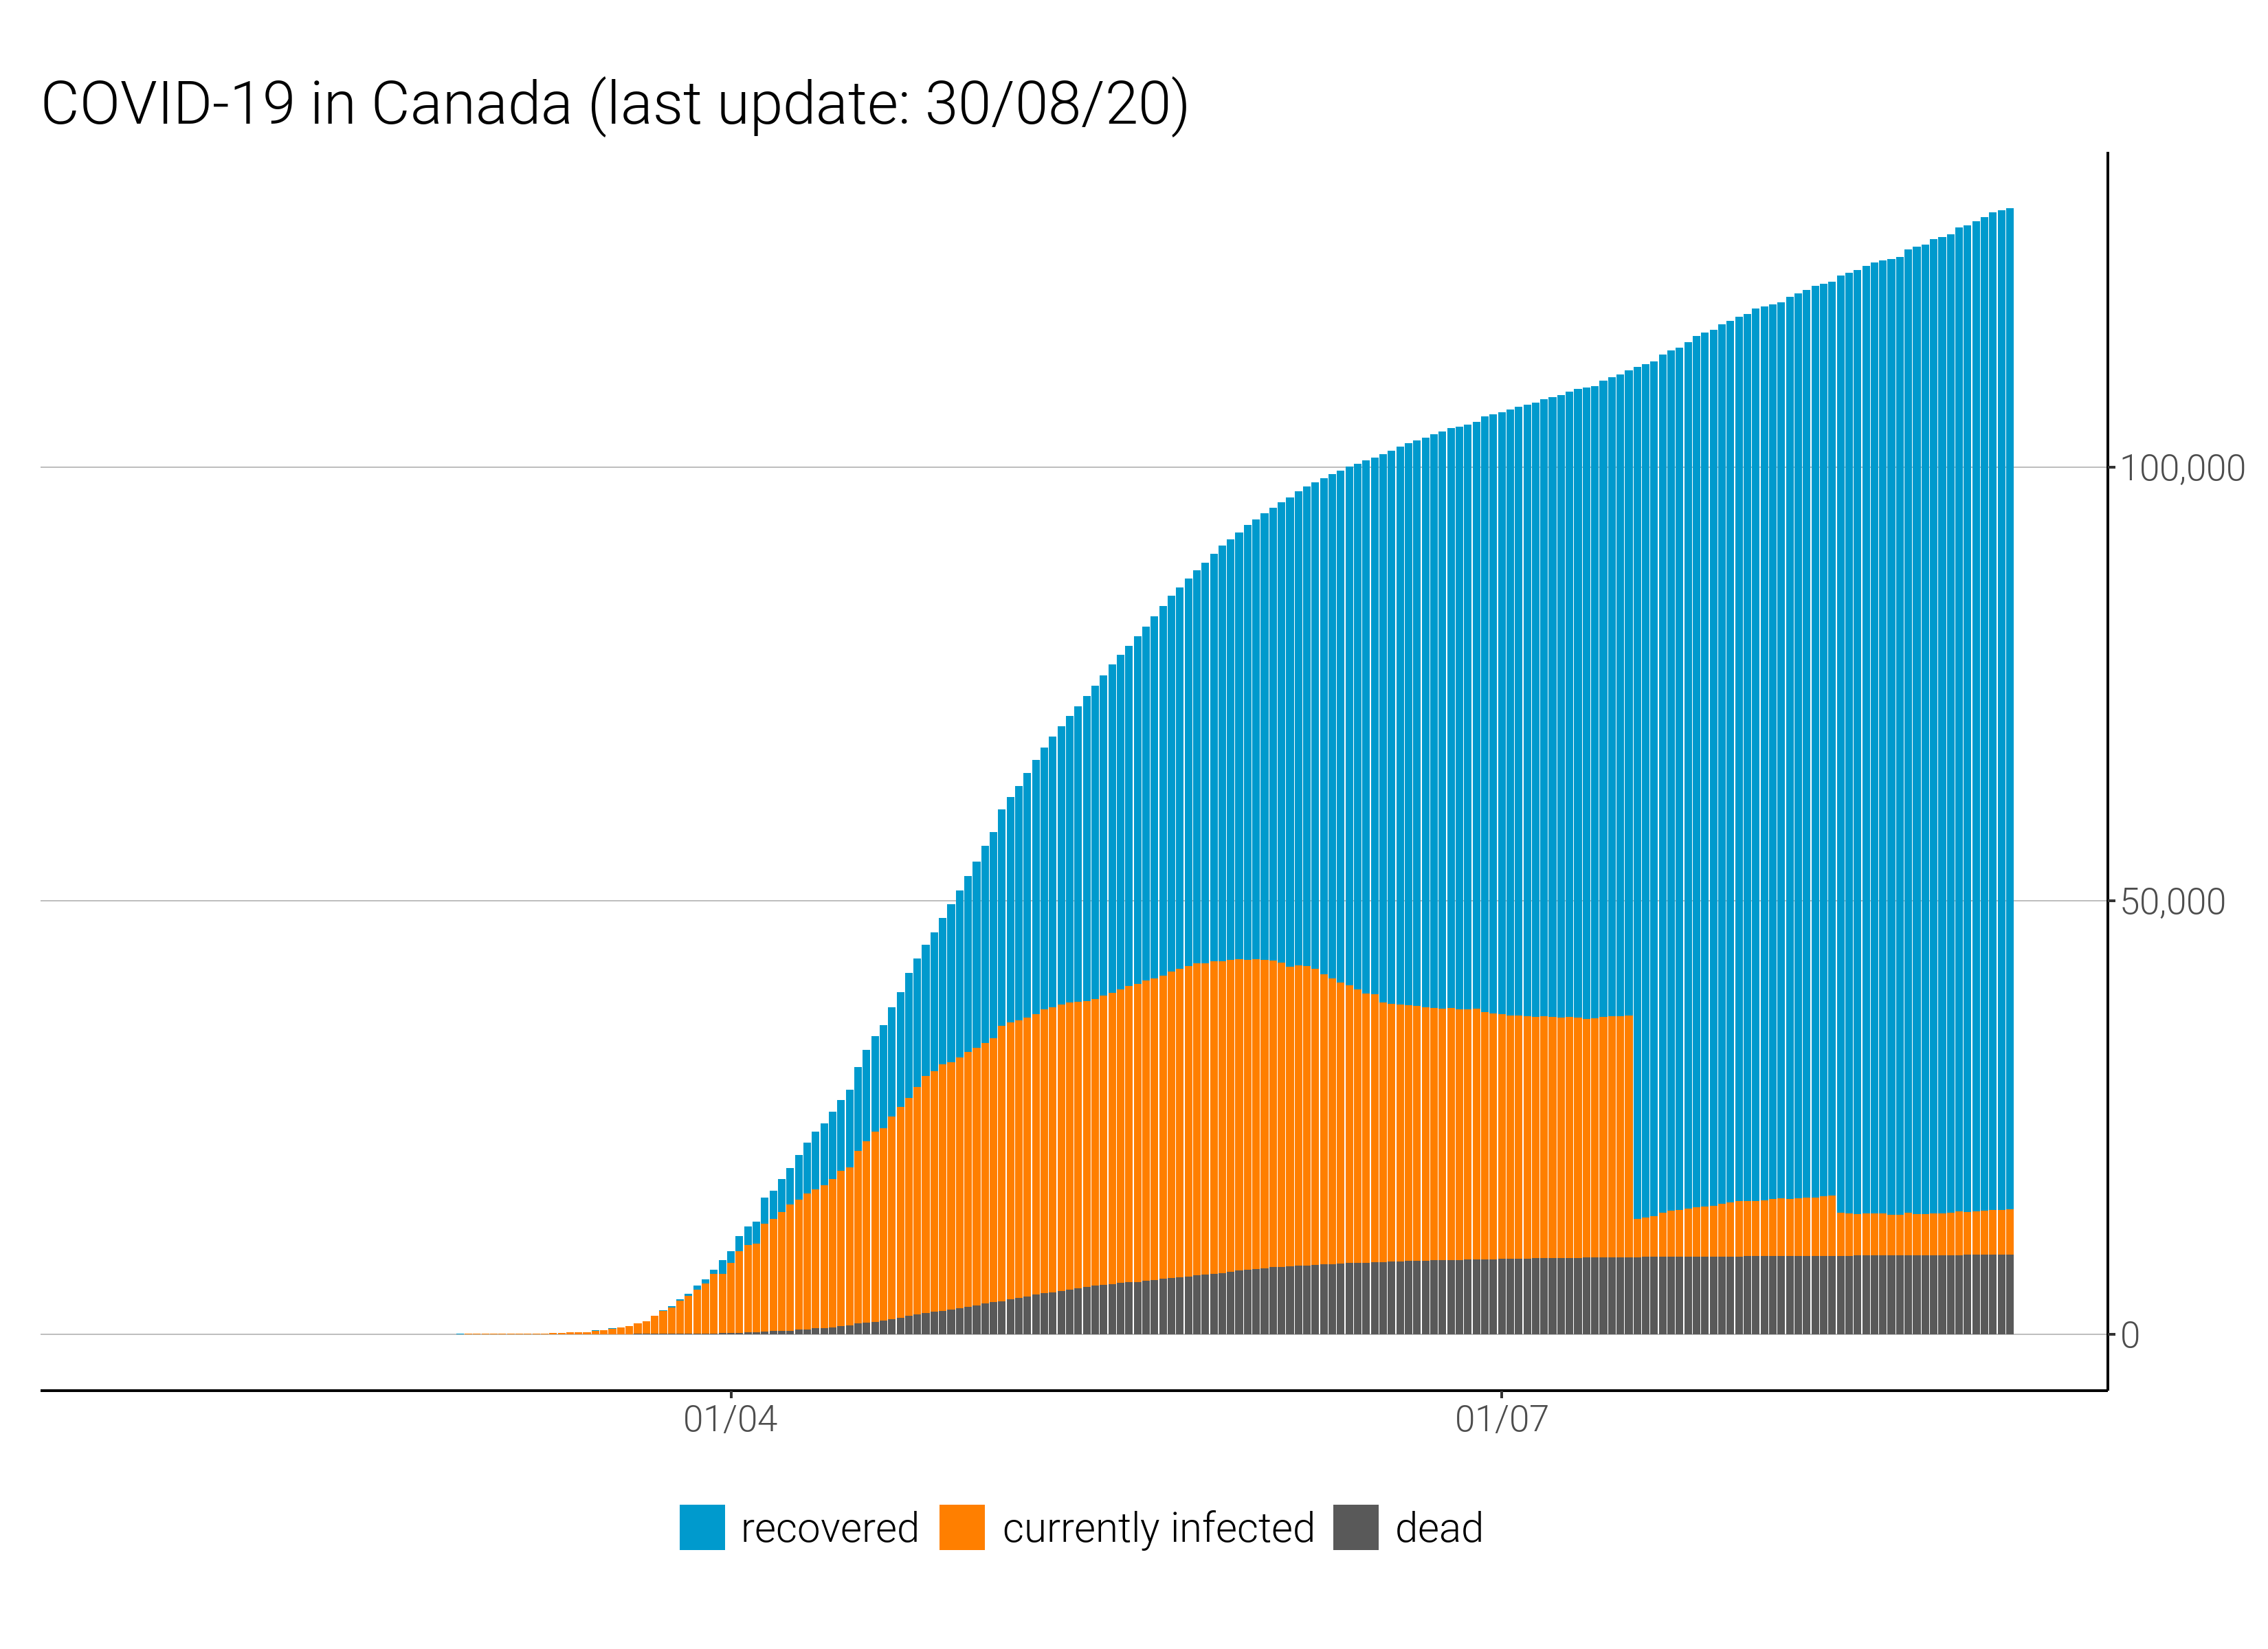 COVID-19 in Canada (last update: 30/08/20)
100,000
50,000
0
01/04 01/07
recovered currently infected dead